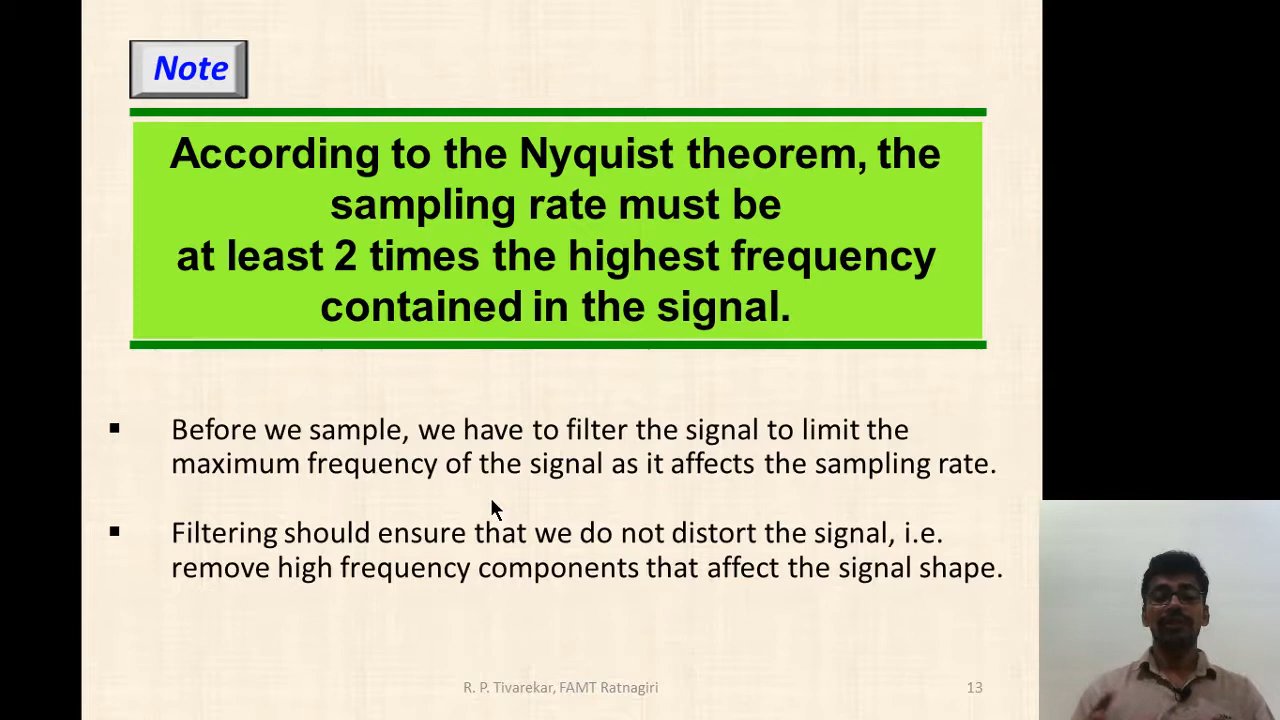 Note
According to the Nyquist theorem, the
sampling rate must be
at least 2 times the highest frequency
contained in the signal.
▪ Before we sample, we have to filter the signal to limit the
maximum frequency of the signal as it affects the sampling rate.
▪ Filtering should ensure that we do not distort the signal, i.e.
remove high frequency components that affect the signal shape.
R. P. Tivarekar, FAMT Ratnagiri
13